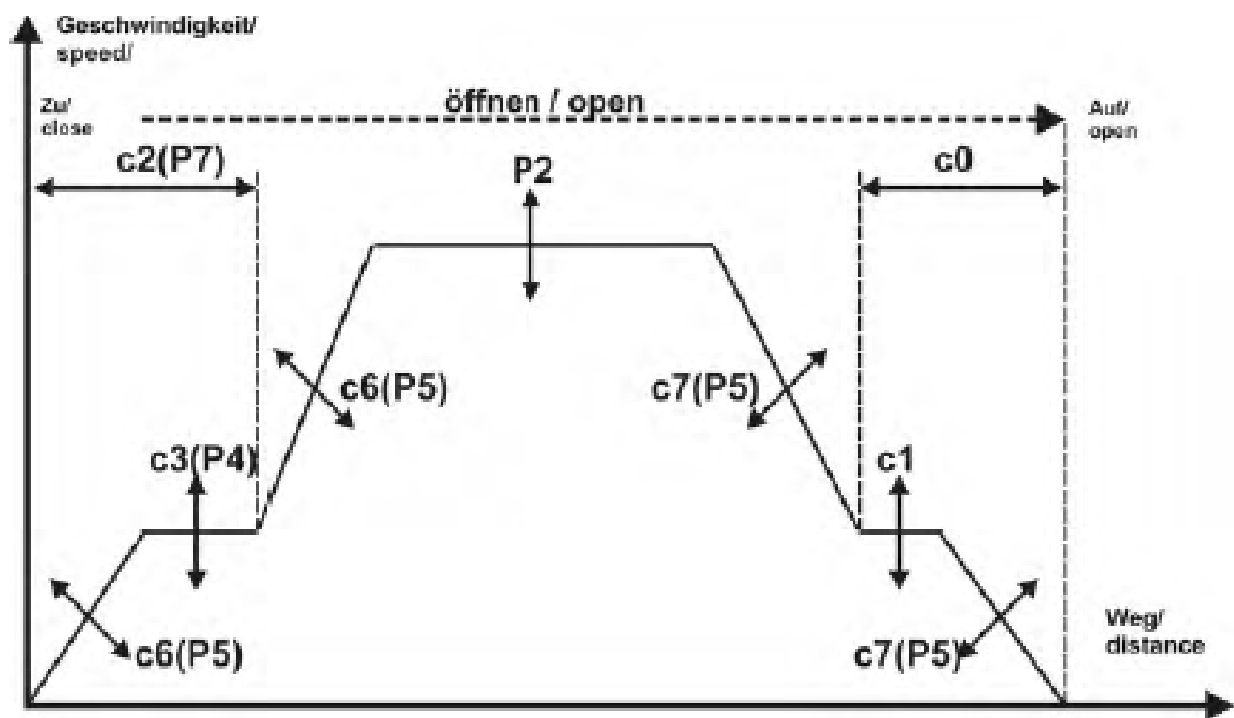 Geschwindigkeit/
speed/
Zu/
close
öffnen / open
Auf/
open
c2(P7)
P2
c0
c6(P5)
c7(P5)
c3(P4)
c1
c6(P5)
c7(P5)
Weg/
distance